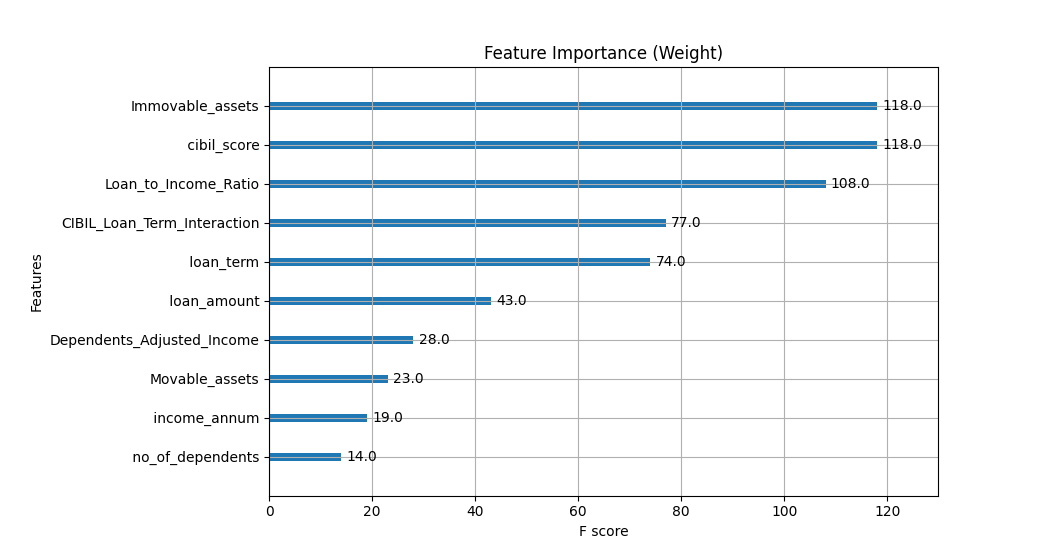 Feature Importance (Weight)
Features
Immovable_assets 118.0
cibil_score 118.0
Loan_to_Income_Ratio 108.0
CIBIL_Loan_Term_Interaction 77.0
loan_term 74.0
loan_amount 43.0
Dependents_Adjusted_Income 28.0
Movable_assets 23.0
income_annum 19.0
no_of_dependents 14.0
0 20 40 60 80 100 120
F score